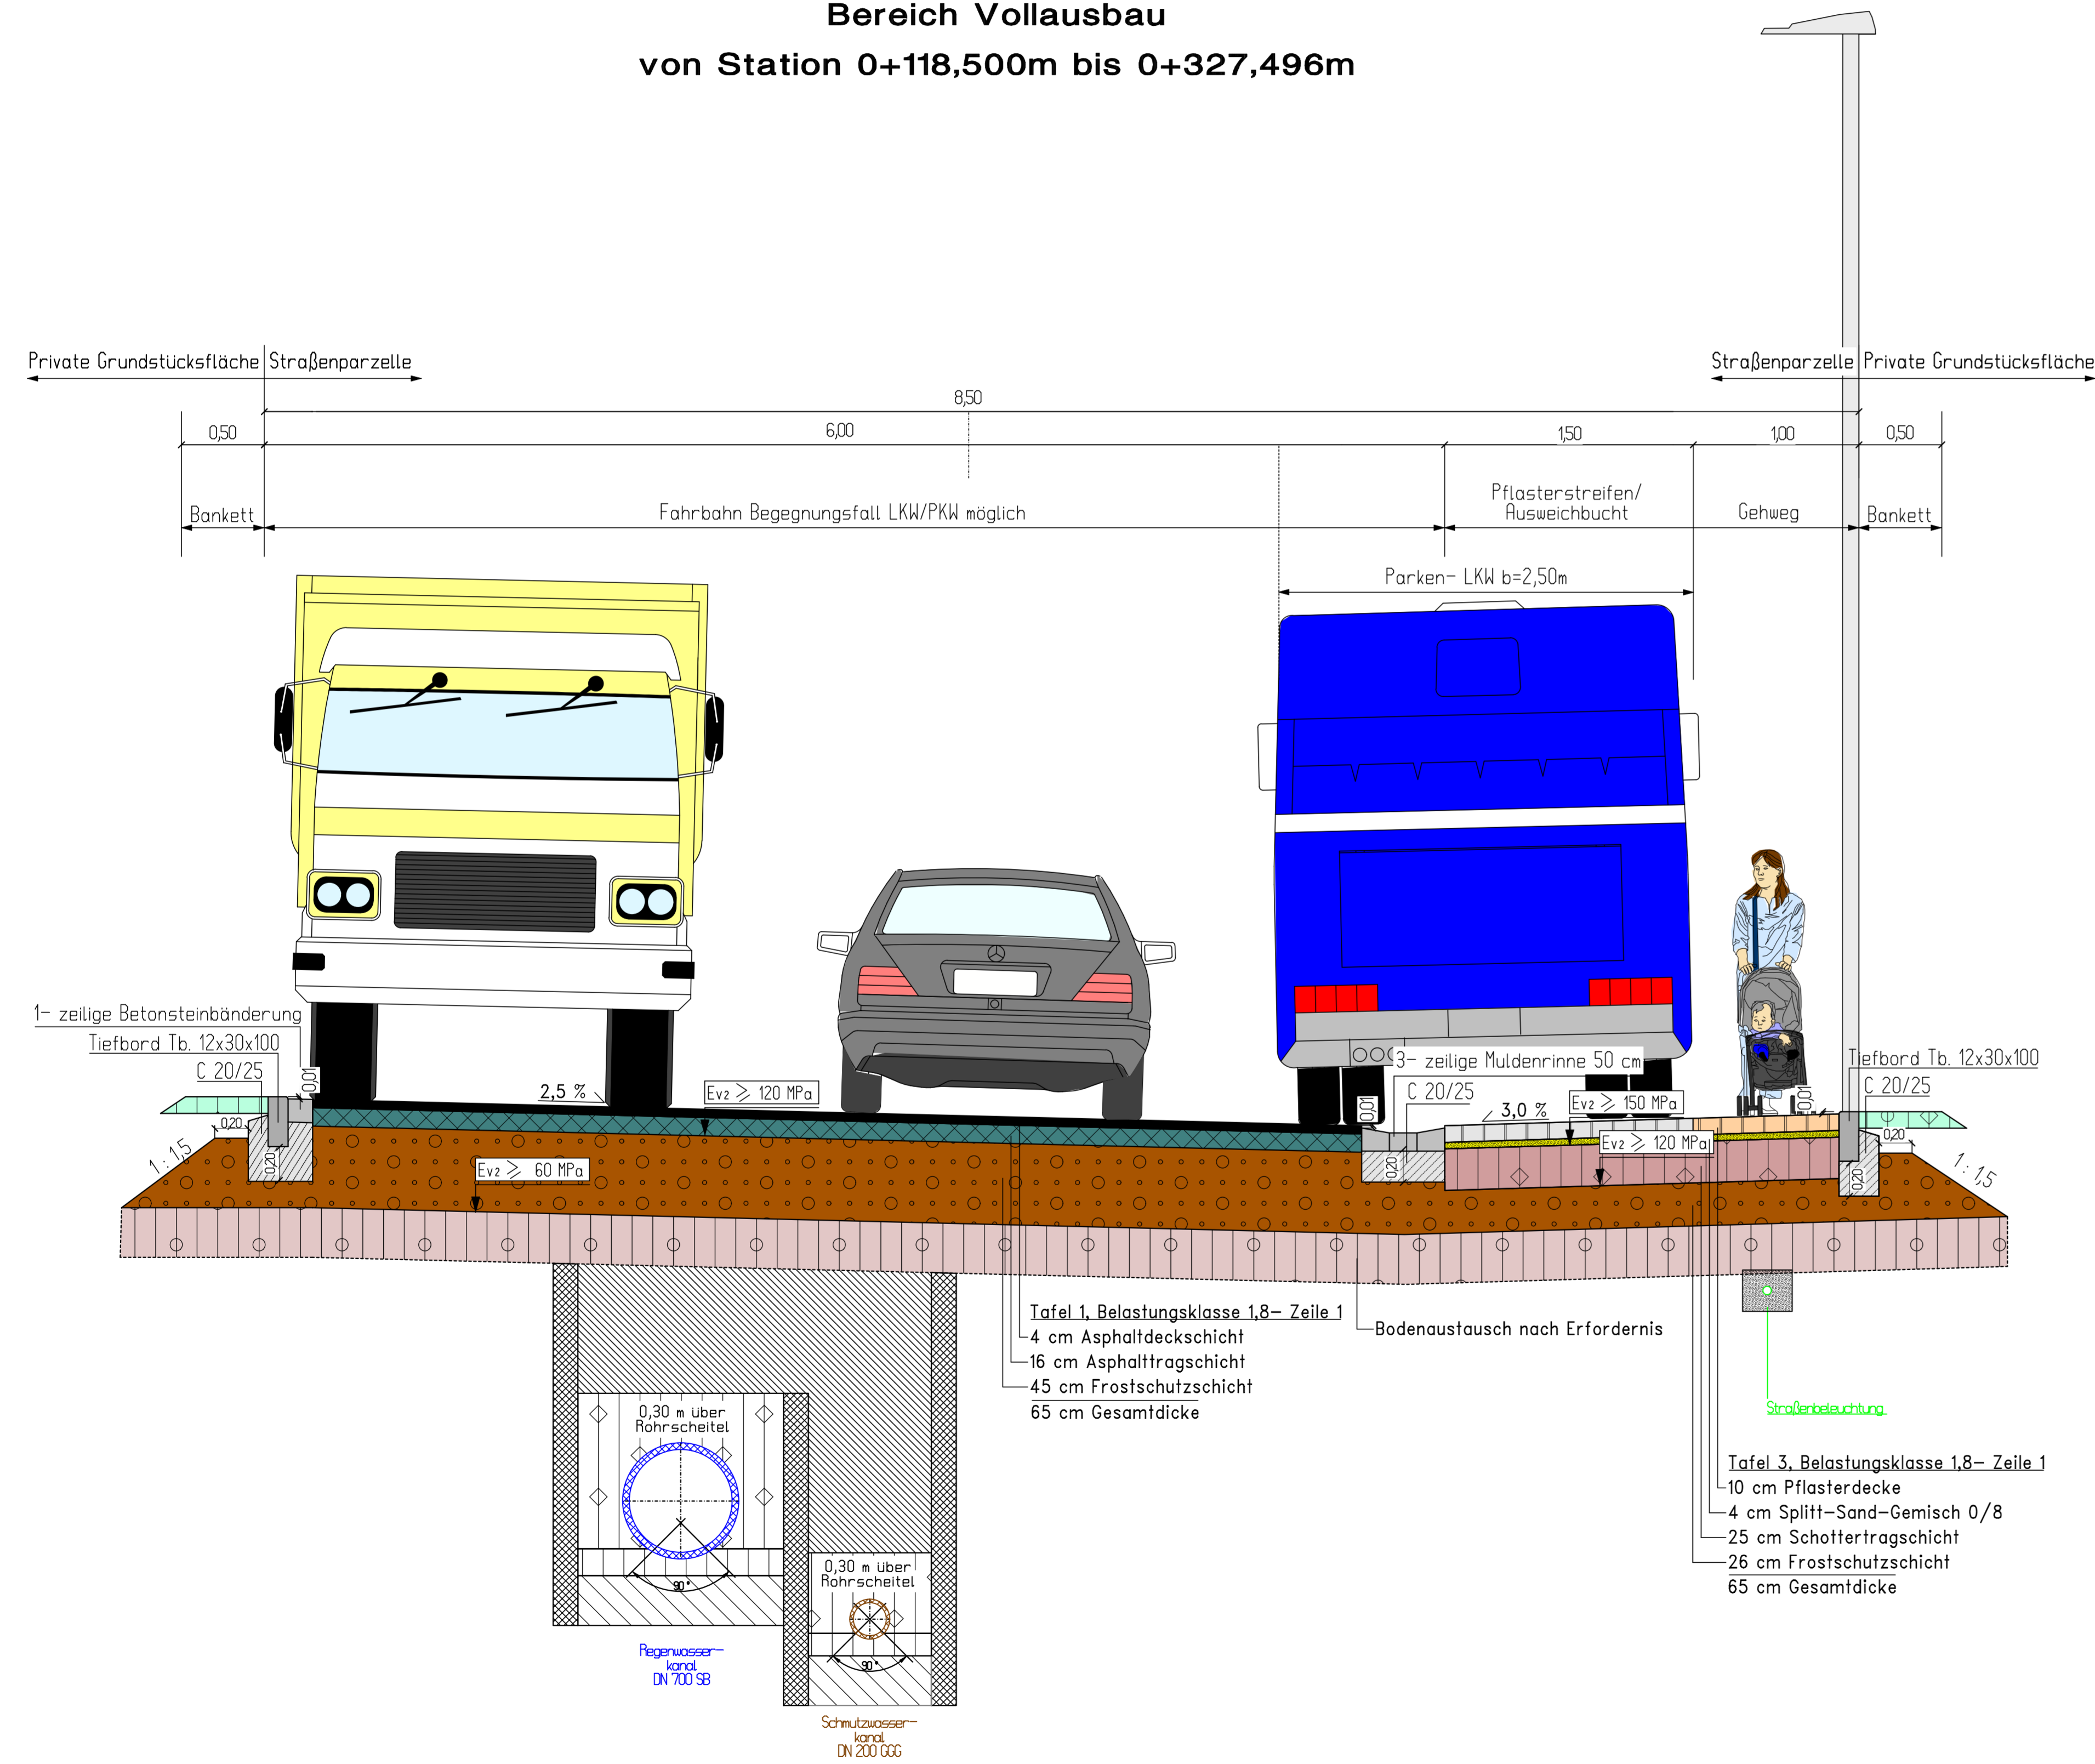 Bereich Vollausbau
von Station 0+118,500m bis 0+327,496m
Private Grundstücksfläche
Straßenparzelle
Straßenparzelle
Private Grundstücksfläche
8,50
0,50
6,00
1,50
1,00
0,50
Bankett
Fahrbahn Begegnungsfall LKW/PKW möglich
Pflasterstreifen/
Ausweichbucht
Gehweg
Bankett
Parken- LKW b=2,50m
1- zeilige Betonsteinbänderung
Tiefbord Tb. 12x30x100
C 20/25
0,01
2,5 %
Ev2 ≥ 120 MPa
3- zeilige Muldenrinne 50 cm
C 20/25
0,01
3,0 %
Ev2 ≥ 150 MPa
Ev2 ≥ 120 MPa
0,01
Tiefbord Tb. 12x30x100
C 20/25
0,20
0,20
1 : 1,5
Ev2 ≥ 60 MPa
0,20
0,20
0,20
1 : 1,5
Tafel 1, Belastungsklasse 1,8- Zeile 1
4 cm Asphaltdeckschicht
16 cm Asphalttragschicht
45 cm Frostschutzschicht
65 cm Gesamtdicke
Bodenaustausch nach Erfordernis
Straßenbeleuchtung
Tafel 3, Belastungsklasse 1,8- Zeile 1
10 cm Pflasterdecke
4 cm Splitt-Sand-Gemisch 0/8
25 cm Schottertragschicht
26 cm Frostschutzschicht
65 cm Gesamtdicke
0,30 m über
Rohrscheitel
90°
Regenwasser-
kanal
DN 700 SB
0,30 m über
Rohrscheitel
90°
Schmutzwasser-
kanal
DN 200 GGG